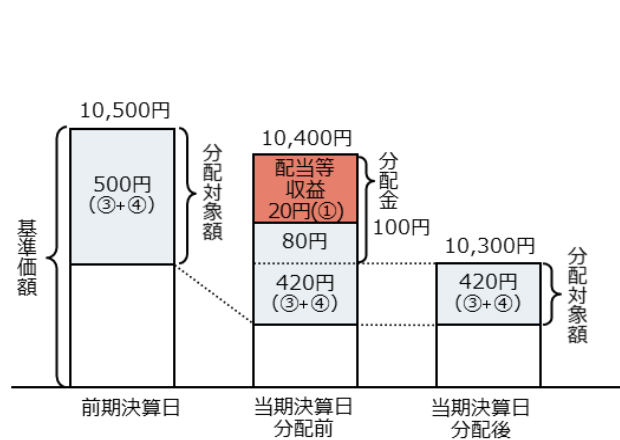 10,500円
500円
(③+④)
分配対象額
基準価額
10,400円
配当等
収益
20円(①)
分配金
100円
80円
420円
(③+④)
10,300円
420円
(③+④)
分配対象額
前期決算日
当期決算日
分配前
当期決算日
分配後